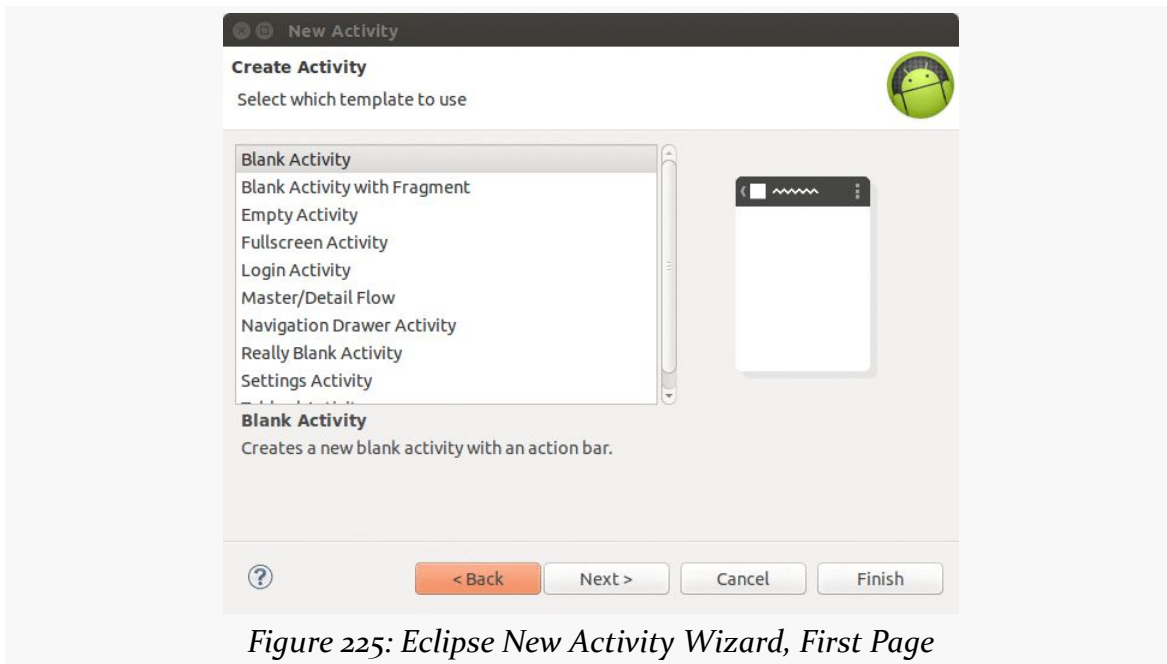 New Activity
Create Activity
Select which template to use
Blank Activity
Blank Activity with Fragment
Empty Activity
Fullscreen Activity
Login Activity
Master/Detail Flow
Navigation Drawer Activity
Really Blank Activity
Settings Activity
Blank Activity
Creates a new blank activity with an action bar.
?
< Back
Next >
Cancel
Finish
Figure 225: Eclipse New Activity Wizard, First Page